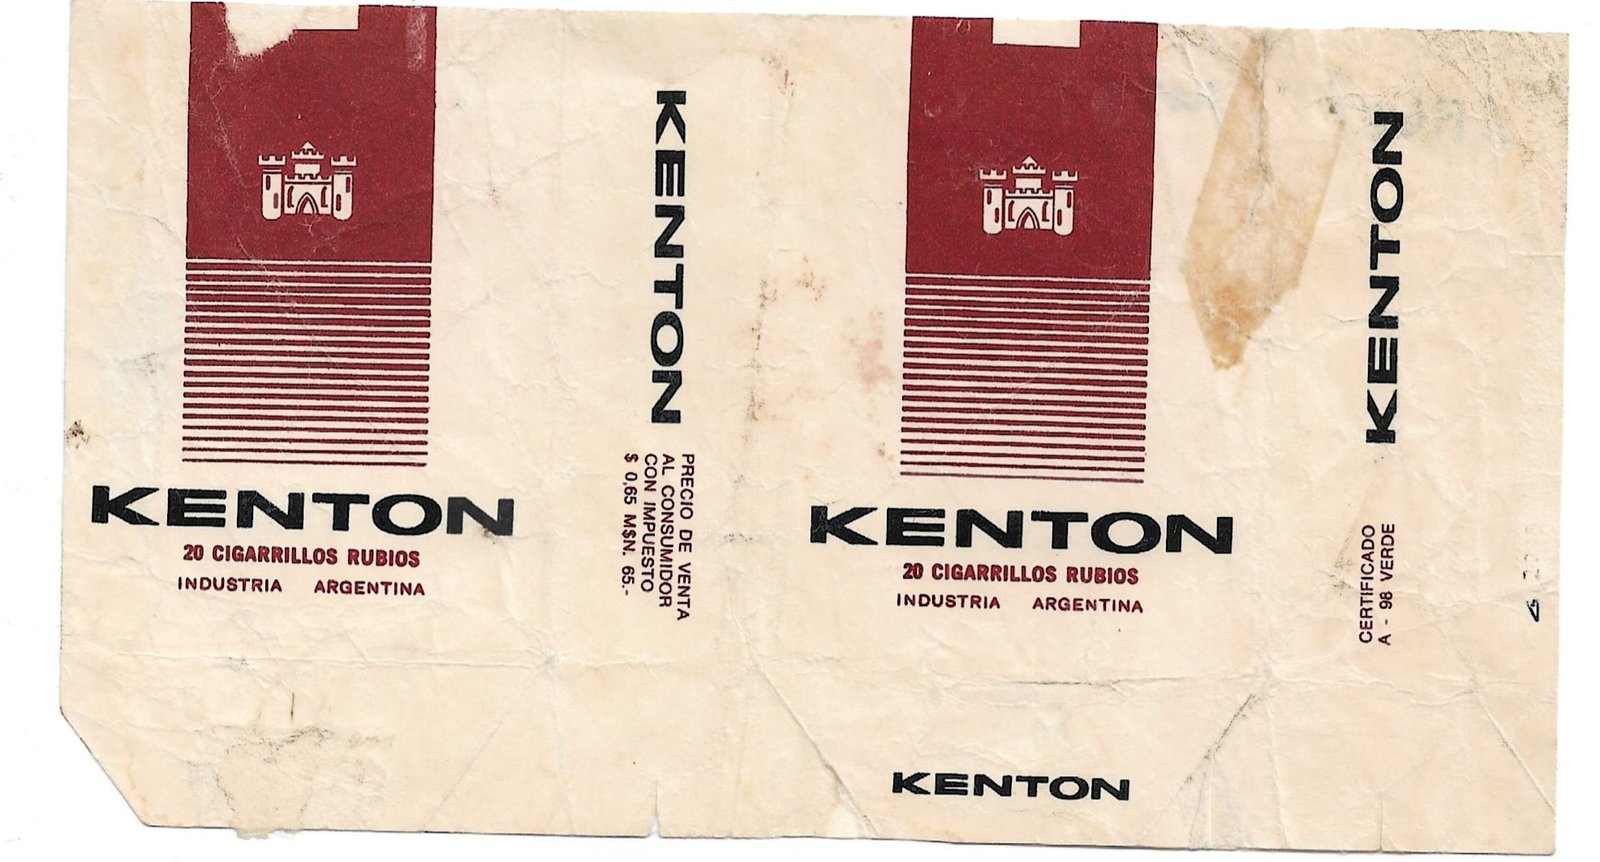 KENTON
20 CIGARRILLOS RUBIOS
INDUSTRIA ARGENTINA
KENTON
PRECIO DE VENTA
AL CONSUMIDOR
CON IMPUESTO
$ 0,65 M$N. 65.-
KENTON
20 CIGARRILLOS RUBIOS
INDUSTRIA ARGENTINA
KENTON
KENTON
CERTIFICADO
A - 98 VERDE